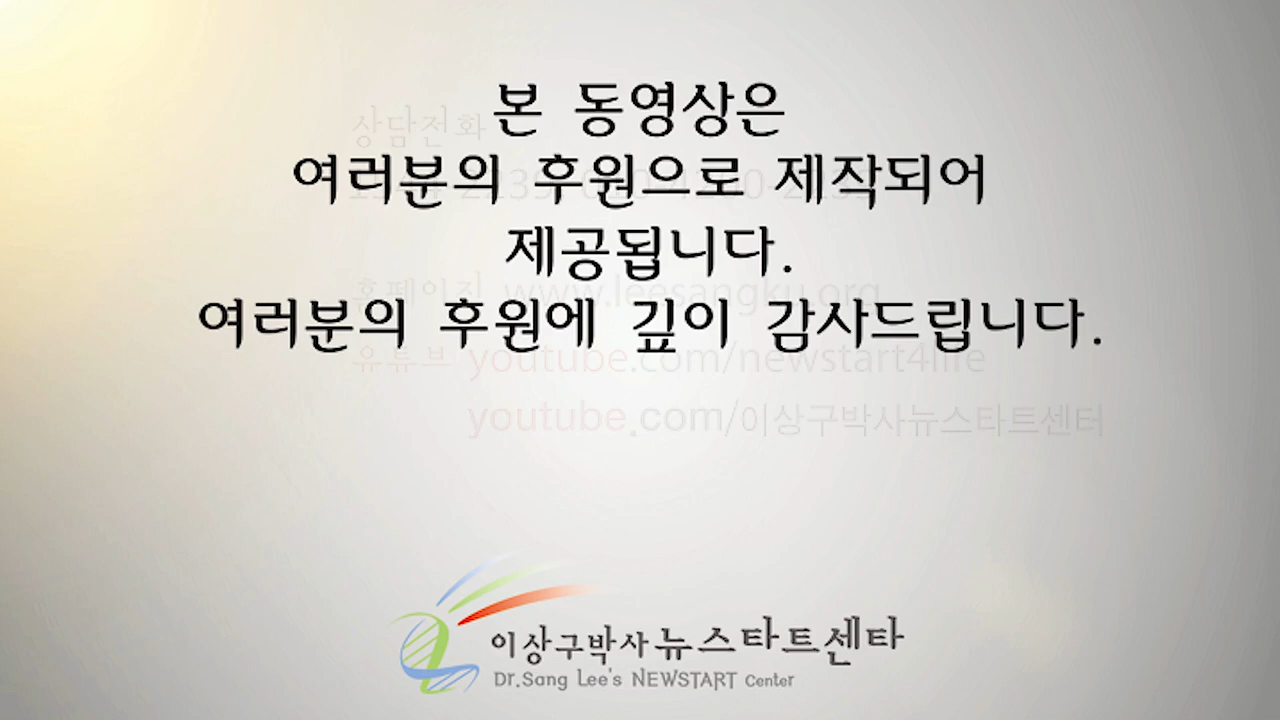 본 동영상은
여러분의 후원으로 제작되어
제공됩니다.
여러분의 후원에 깊이 감사드립니다.
상담전화
홈페이지 www.leesangku.org
유튜브 youtube.com/newstart4life
youtube.com/이상구박사뉴스타트센터
이상구박사 뉴스타트센타
Dr.Sang Lee's NEWSTART Center